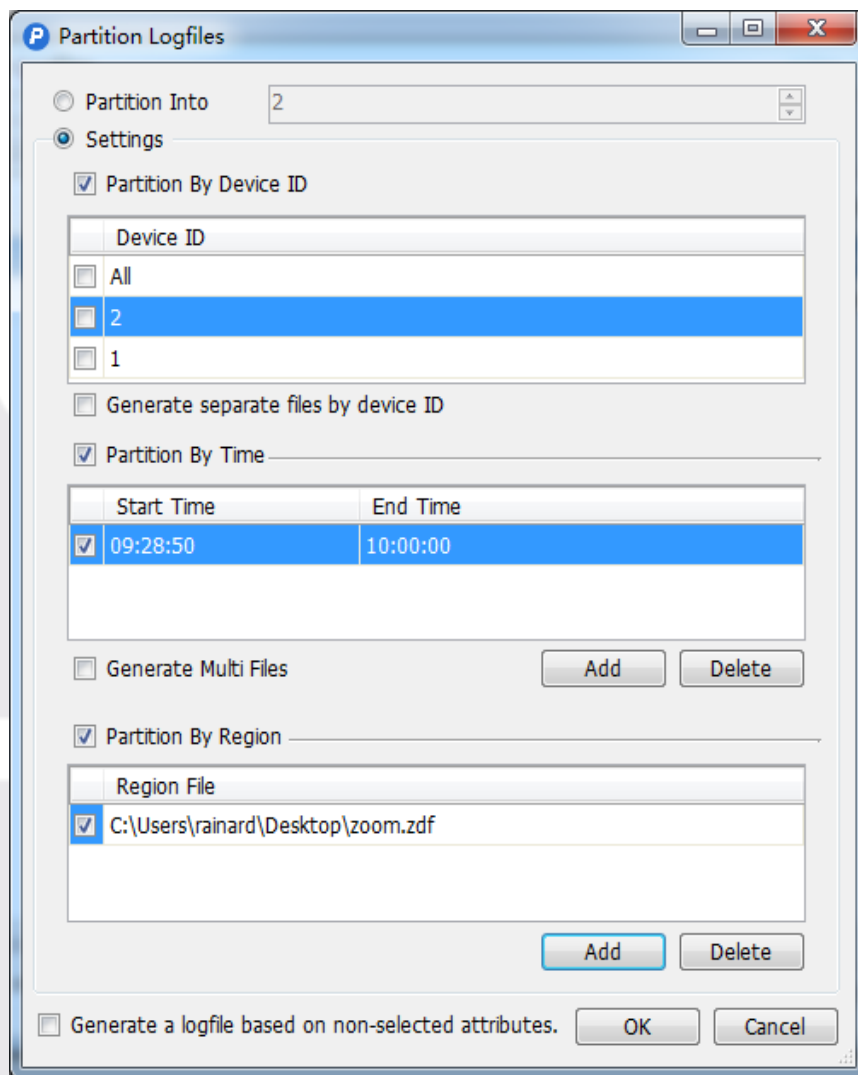 Partition Logfiles
Partition Into 2
Settings
Partition By Device ID
Device ID
All
2
1
Generate separate files by device ID
Partition By Time
Start Time End Time
09:28:50 10:00:00
Generate Multi Files Add Delete
Partition By Region
Region File
C:\Users\rainard\Desktop\zoom.zdf
Add Delete
Generate a logfile based on non-selected attributes. OK Cancel